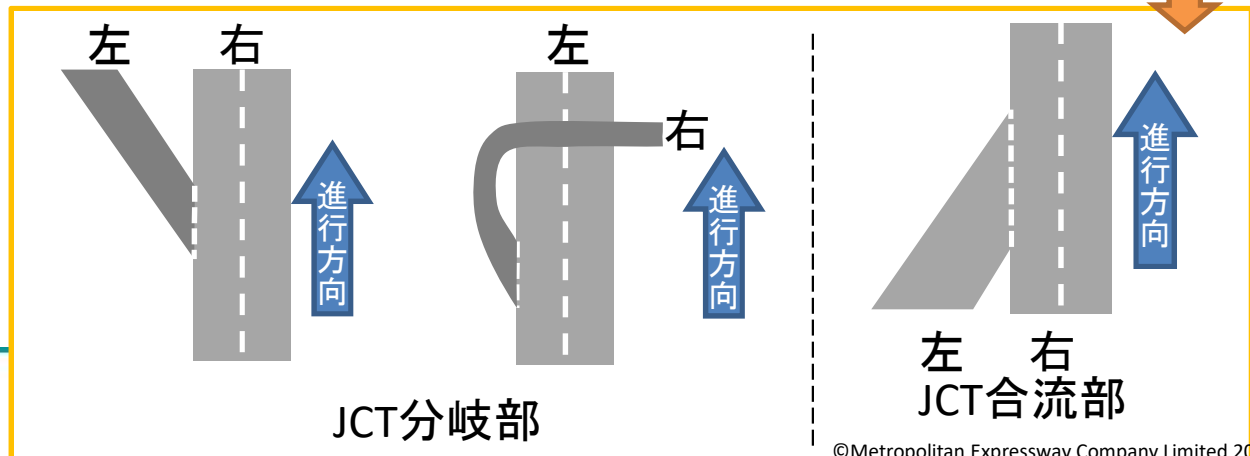 左 右
進行方向
左
右
進行方向
JCT分岐部
進行方向
左 右
JCT合流部
©Metropolitan Expressway Company Limited 20